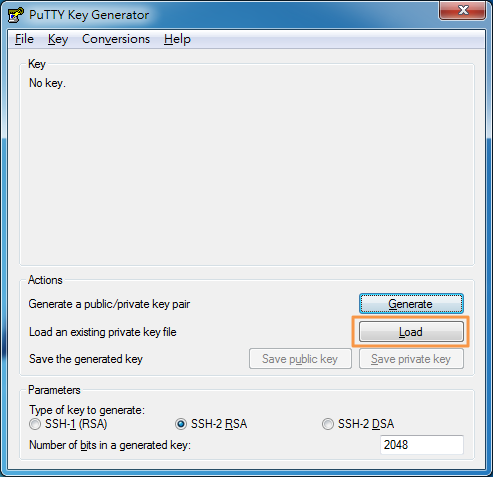 PuTTY Key Generator
File Key Conversions Help
Key
No key.
Actions
Generate a public/private key pair Generate
Load an existing private key file Load
Save the generated key Save public key Save private key
Parameters
Type of key to generate:
SSH-1 (RSA) SSH-2 RSA SSH-2 DSA
Number of bits in a generated key: 2048